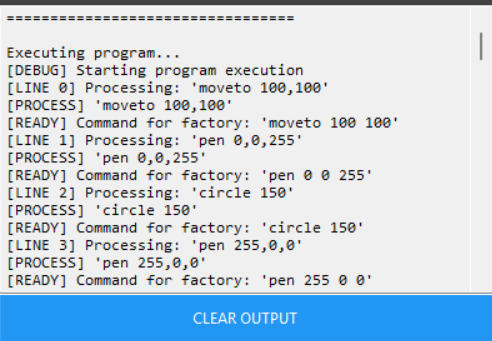 ================================
Executing program...
[DEBUG] Starting program execution
[LINE 0] Processing: 'moveto 100,100'
[PROCESS] 'moveto 100,100'
[READY] Command for factory: 'moveto 100 100'
[LINE 1] Processing: 'pen 0,0,255'
[PROCESS] 'pen 0,0,255'
[READY] Command for factory: 'pen 0 0 255'
[LINE 2] Processing: 'circle 150'
[PROCESS] 'circle 150'
[READY] Command for factory: 'circle 150'
[LINE 3] Processing: 'pen 255,0,0'
[PROCESS] 'pen 255,0,0'
[READY] Command for factory: 'pen 255 0 0'
CLEAR OUTPUT